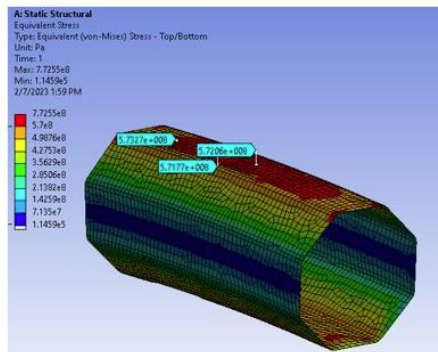 A: Static Structural
Equivalent Stress
Type: Equivalent (von-Mises) Stress - Top/Bottom
Unit: Pa
Time: 1
Max: 7.7255e8
Min: 1.1459e5
2/7/2023 1:59 PM
7.7255e8
5.7e8
4.9876e8
4.2753e8
3.5629e8
2.8506e8
2.1382e8
1.4259e8
7.135e7
1.1459e5
5.7327e+008
5.7206e+008
5.7177e+008